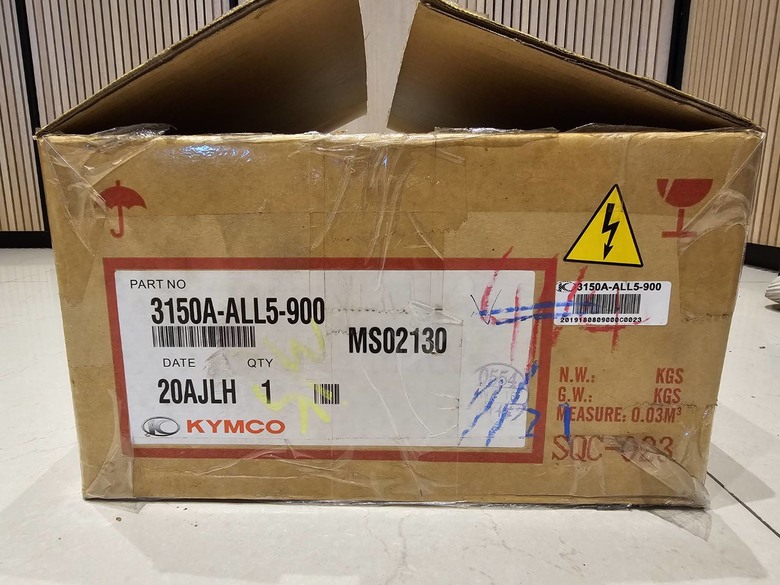 PART NO
3150A-ALL5-900
MS02130
DATE QTY
20AJLH 1
KYMCO
3150A-ALL5-900
N.W.: KGS
G.W.: KGS
MEASURE: 0.03M³
SQC-023